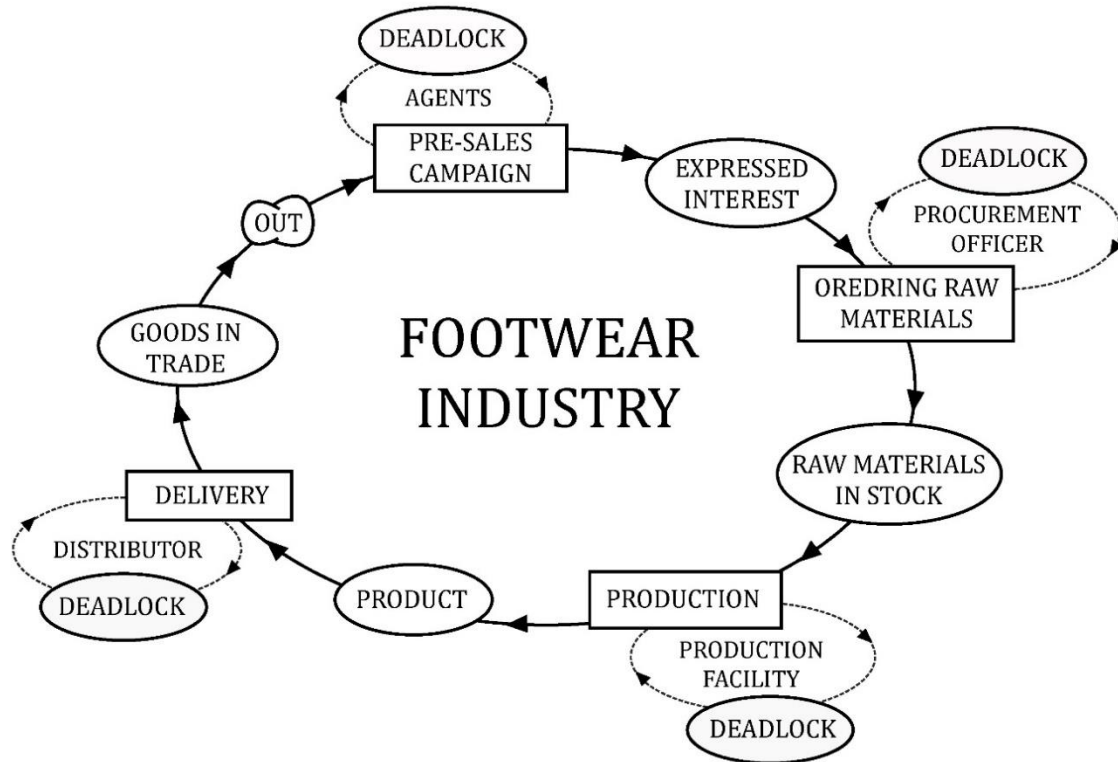 DEADLOCK
AGENTS
PRE-SALES
CAMPAIGN
EXPRESSED
INTEREST
DEADLOCK
PROCUREMENT
OFFICER
OREDRING RAW
MATERIALS
OUT
GOODS IN
TRADE
FOOTWEAR
INDUSTRY
RAW MATERIALS
IN STOCK
DELIVERY
DISTRIBUTOR
DEADLOCK
PRODUCT
PRODUCTION
PRODUCTION
FACILITY
DEADLOCK